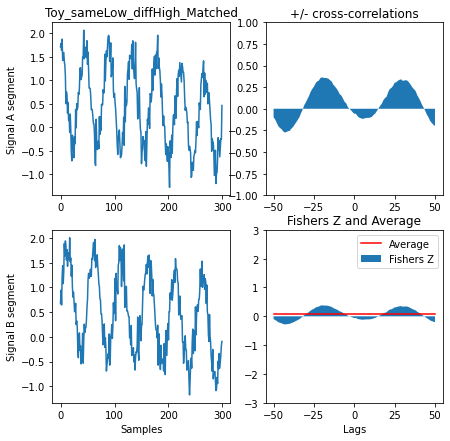 Toy_sameLow_diffHigh_Matched
+/- cross-correlations
Signal A segment
2.0
1.5
1.0
0.5
0.0
−0.5
−1.0
0 100 200 300
1.00
0.75
0.50
0.25
0.00
−0.25
−0.50
−0.75
−1.00
−50 −25 0 25 50
Fishers Z and Average
Signal B segment
2.0
1.5
1.0
0.5
0.0
−0.5
−1.0
0 100 200 300
Samples
3
2
1
0
−1
−2
−3
Average
Fishers Z
−50 −25 0 25 50
Lags